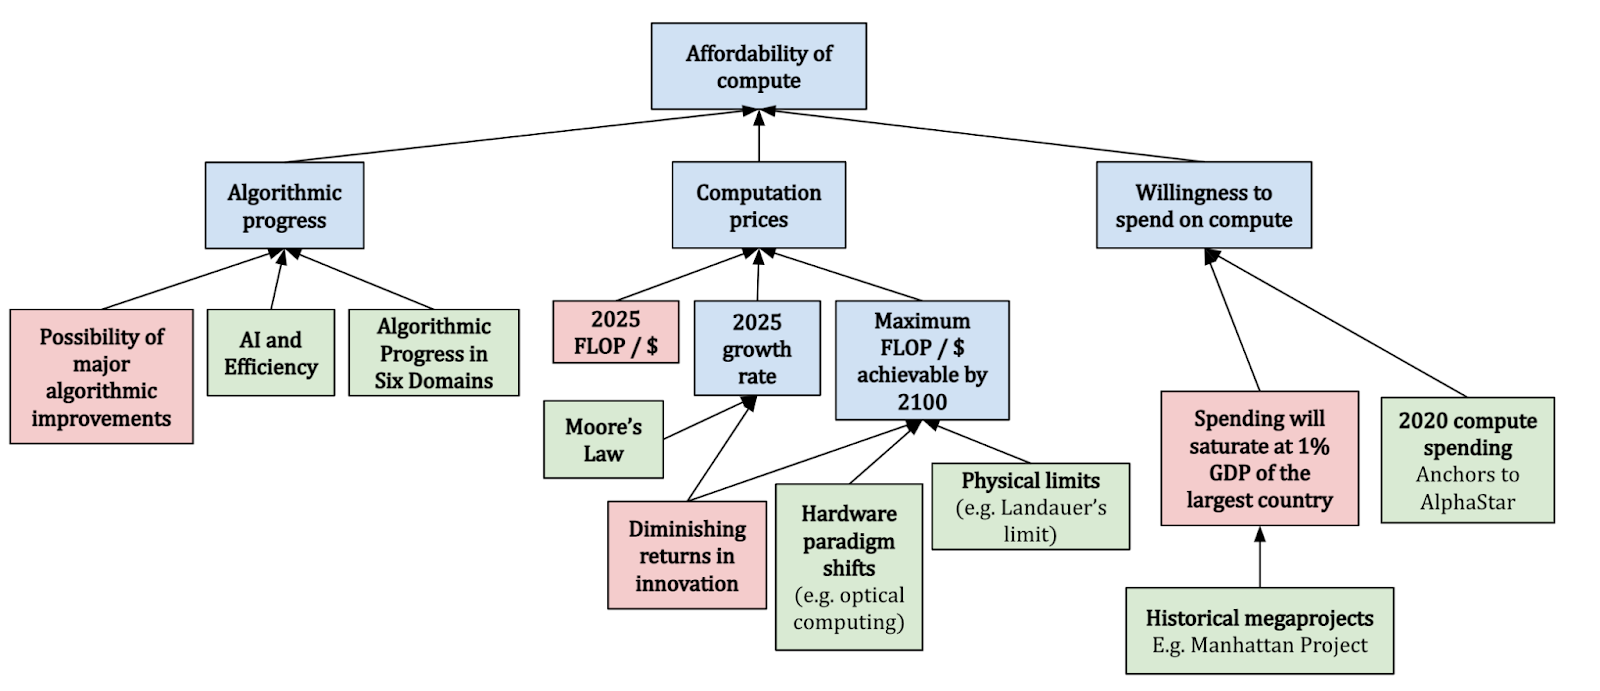 Affordability of
compute
Algorithmic
progress
Computation
prices
Willingness to
spend on compute
Possibility of
major
algorithmic
improvements
AI and
Efficiency
Algorithmic
Progress in
Six Domains
2025
FLOP / $
2025
growth
rate
Maximum
FLOP / $
achievable by
2100
Moore’s
Law
Diminishing
returns in
innovation
Hardware
paradigm
shifts
(e.g. optical
computing)
Physical limits
(e.g. Landauer’s
limit)
Spending will
saturate at 1%
GDP of the
largest country
2020 compute
spending
Anchors to
AlphaStar
Historical megaprojects
E.g. Manhattan Project